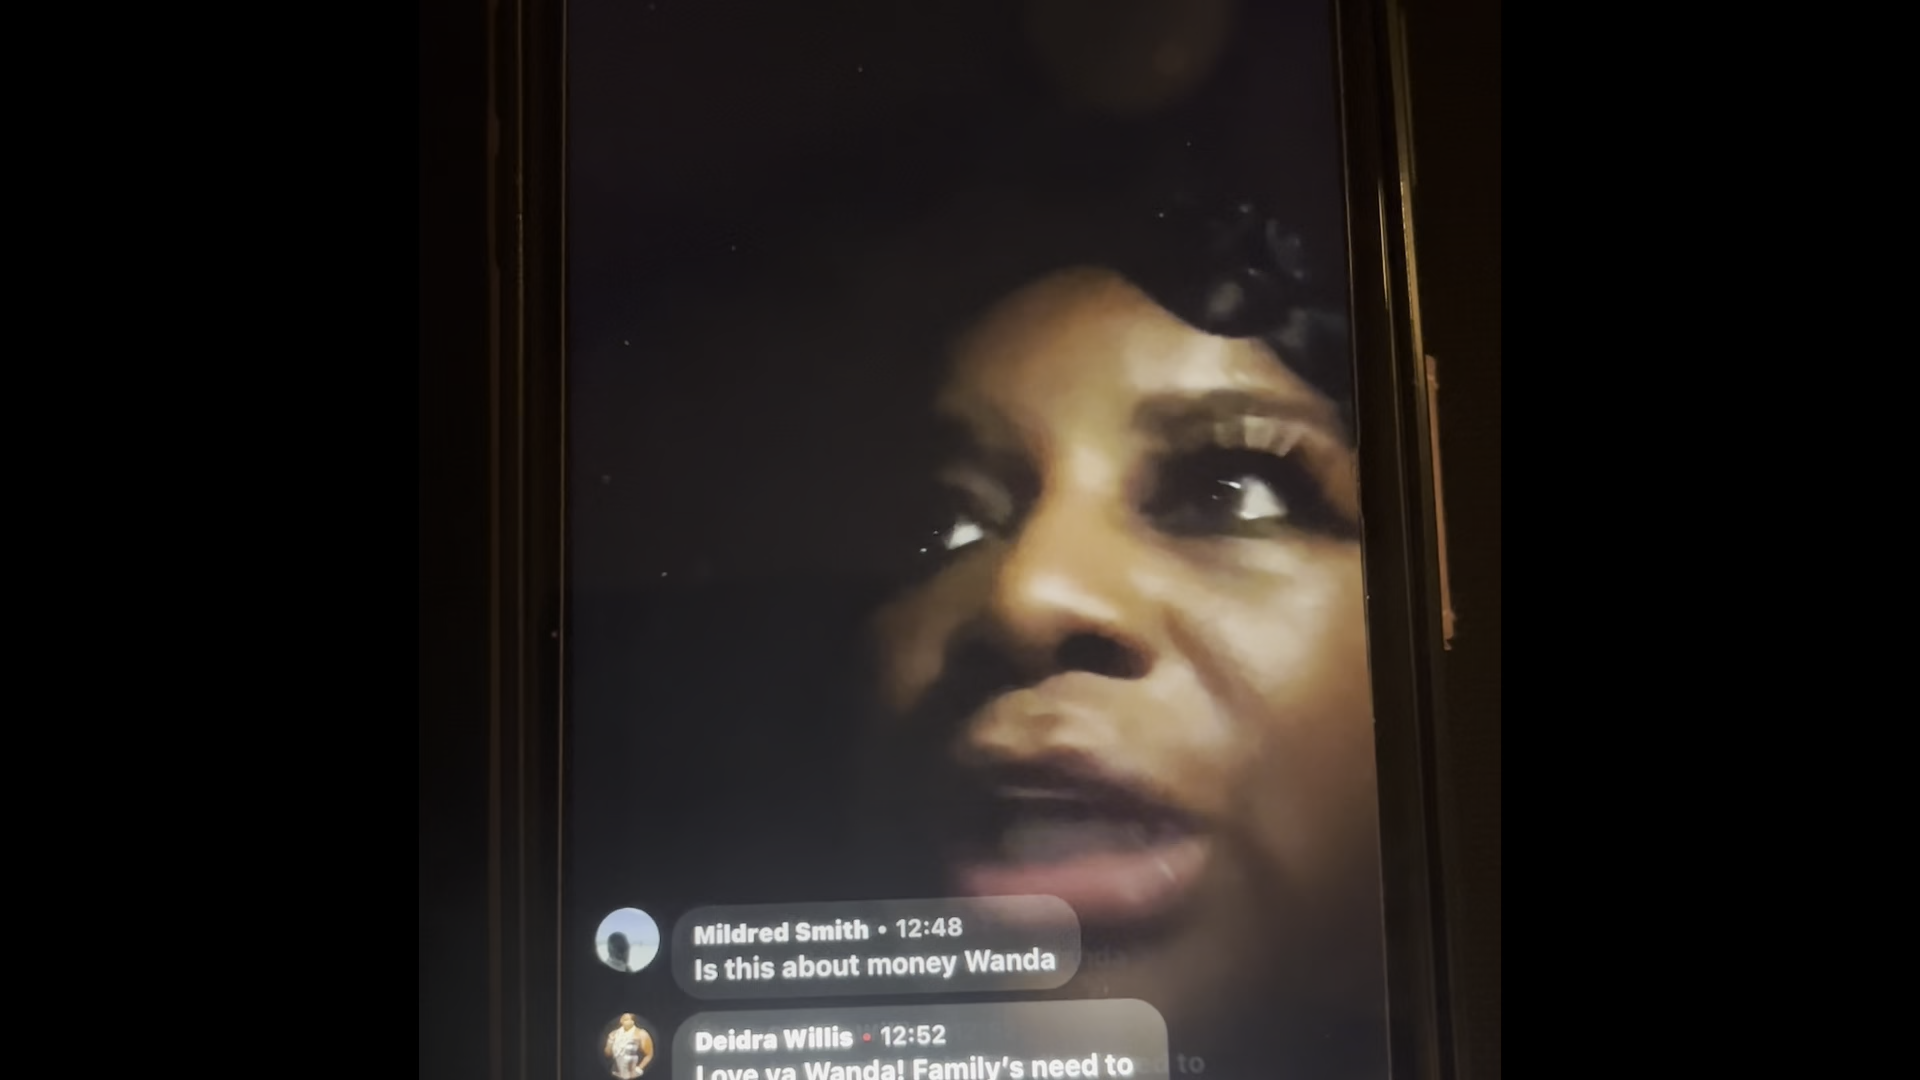 Mildred Smith • 12:48
Is this about money Wanda
Deidra Willis • 12:52
Love ya Wanda! Family's need to